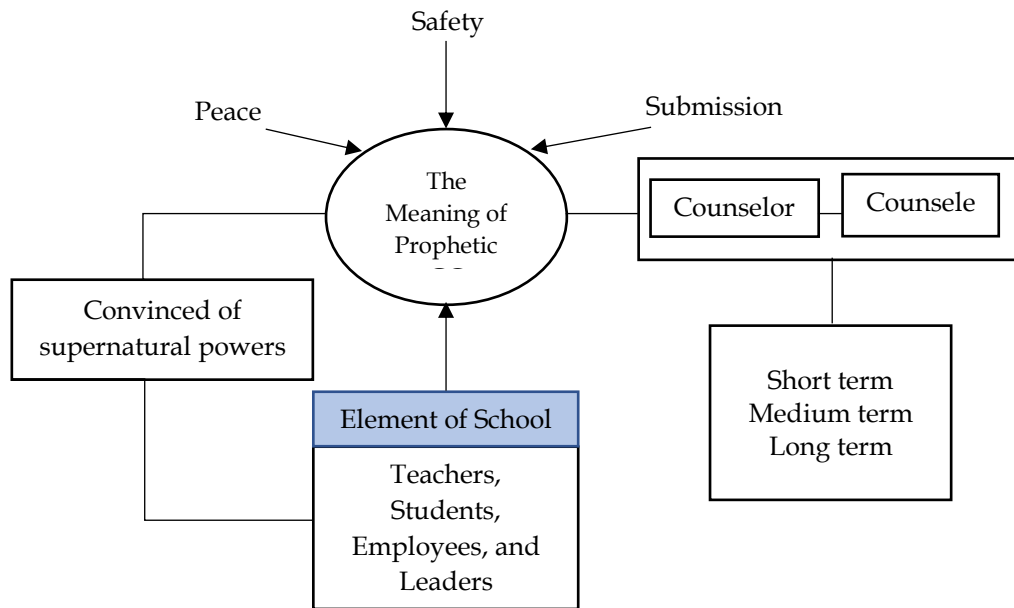 Safety
Peace
Submission
The
Meaning of
Prophetic
Counselor
Counsele
Convinced of
supernatural powers
Element of School
Teachers,
Students,
Employees, and
Leaders
Short term
Medium term
Long term